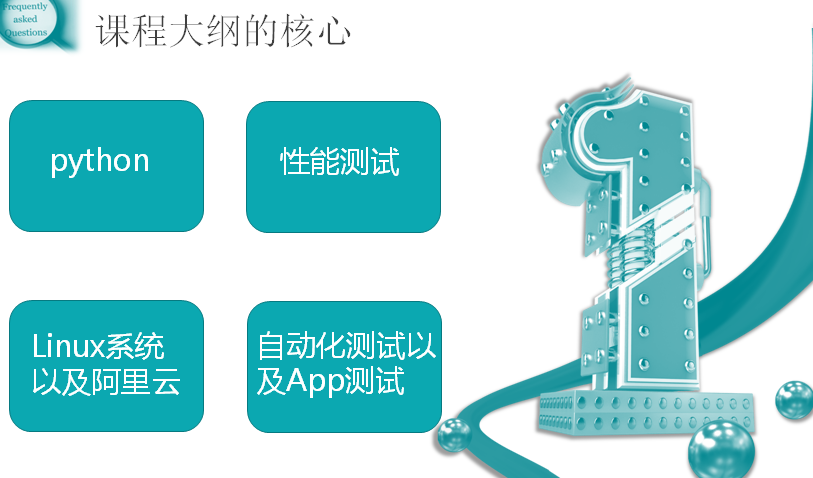 Frequently
asked
Questions
课程大纲的核心
python
性能测试
Linux系统
以及阿里云
自动化测试以
及App测试